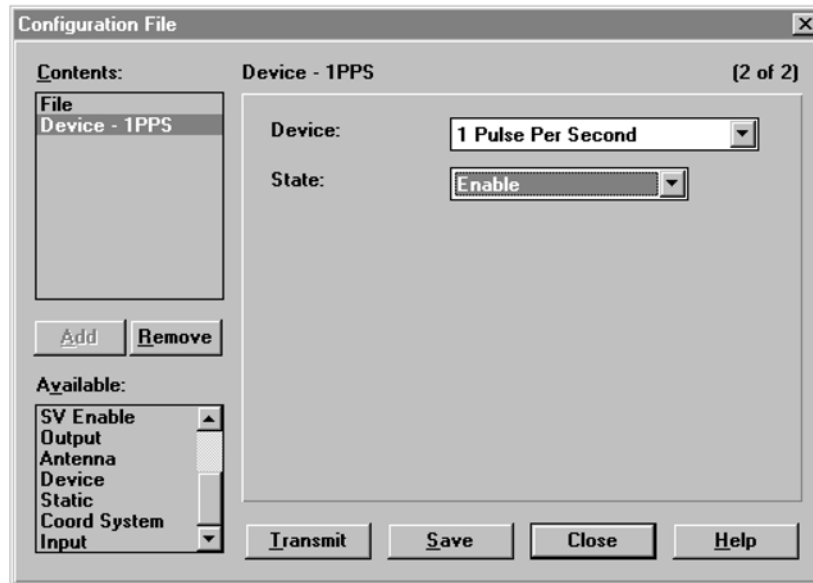 Configuration File
Contents:
File
Device - 1PPS
Add
Remove
Available:
SV Enable
Output
Antenna
Device
Static
Coord System
Input
Device - 1PPS
(2 of 2)
Device:
1 Pulse Per Second
State:
Enable
Transmit
Save
Close
Help